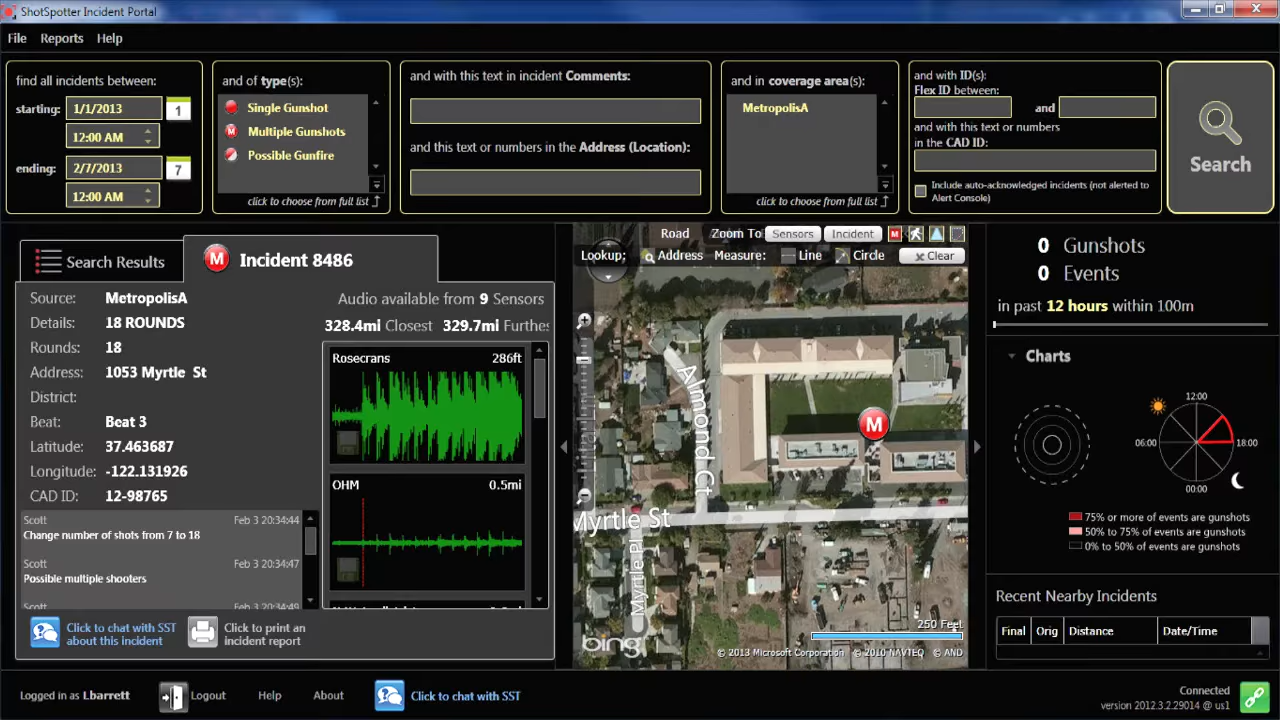 ShotSpotter Incident Portal
File Reports Help
find all incidents between:
starting: 1/1/2013 1
12:00 AM
ending: 2/7/2013 7
12:00 AM
and of type(s):
Single Gunshot
M Multiple Gunshots
Possible Gunfire
click to choose from full list
and with this text in incident Comments:
and this text or numbers in the Address (Location):
and in coverage area(s):
MetropolisA
click to choose from full list
and with ID(s):
Flex ID between:
and
and with this text or numbers
in the CAD ID:
Include auto-acknowledged incidents (not alerted to
Alert Console)
Search
Search Results
M Incident 8486
Source: MetropolisA
Details: 18 ROUNDS
Rounds: 18
Address: 1053 Myrtle St
District:
Beat: Beat 3
Latitude: 37.463687
Longitude: -122.131926
CAD ID: 12-98765
Scott Feb 3 20:34:44
Change number of shots from 7 to 18
Scott Feb 3 20:34:47
Possible multiple shooters
Scott Feb 3 20:34:49
Click to chat with SST
about this incident
Click to print an
incident report
Audio available from 9 Sensors
328.4mi Closest 329.7mi Furthes
Rosecrans 286ft
OHM 0.5mi
Road Zoom To Sensors Incident M
Lookup: Address Measure: Line Circle Clear
Almond Ct
M
Myrtle St
Myrtle Pl
250 Feet
bing
© 2013 Microsoft Corporation © 2010 NAVTEQ © AND
0 Gunshots
0 Events
in past 12 hours within 100m
Charts
12:00
06:00 18:00
00:00
75% or more of events are gunshots
50% to 75% of events are gunshots
0% to 50% of events are gunshots
Recent Nearby Incidents
Final Orig Distance Date/Time
Logged in as Lbarrett Logout Help About Click to chat with SST
Connected
version 2012.3.2.29014 @ us1